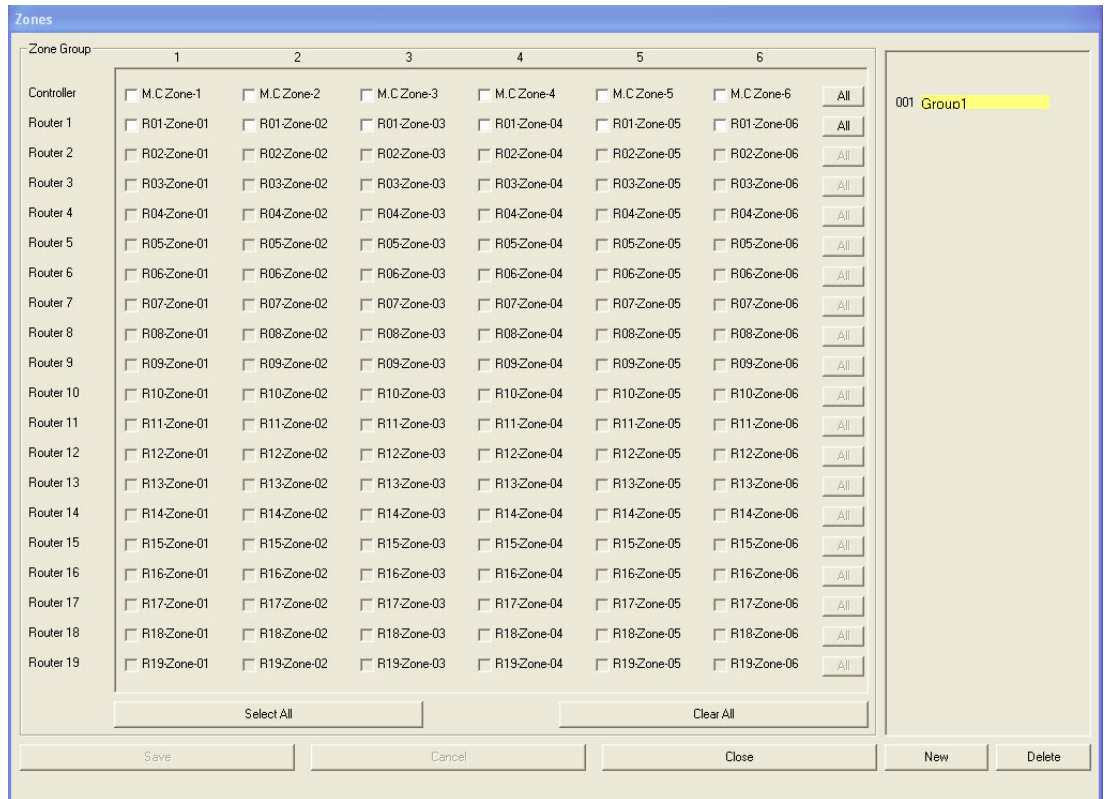 Zones
Zone Group
1 2 3 4 5 6
Controller M.C Zone-1 M.C Zone-2 M.C Zone-3 M.C Zone-4 M.C Zone-5 M.C Zone-6 All
001 Group1
Router 1 R01-Zone-01 R01-Zone-02 R01-Zone-03 R01-Zone-04 R01-Zone-05 R01-Zone-06 All
Router 2 R02-Zone-01 R02-Zone-02 R02-Zone-03 R02-Zone-04 R02-Zone-05 R02-Zone-06 All
Router 3 R03-Zone-01 R03-Zone-02 R03-Zone-03 R03-Zone-04 R03-Zone-05 R03-Zone-06 All
Router 4 R04-Zone-01 R04-Zone-02 R04-Zone-03 R04-Zone-04 R04-Zone-05 R04-Zone-06 All
Router 5 R05-Zone-01 R05-Zone-02 R05-Zone-03 R05-Zone-04 R05-Zone-05 R05-Zone-06 All
Router 6 R06-Zone-01 R06-Zone-02 R06-Zone-03 R06-Zone-04 R06-Zone-05 R06-Zone-06 All
Router 7 R07-Zone-01 R07-Zone-02 R07-Zone-03 R07-Zone-04 R07-Zone-05 R07-Zone-06 All
Router 8 R08-Zone-01 R08-Zone-02 R08-Zone-03 R08-Zone-04 R08-Zone-05 R08-Zone-06 All
Router 9 R09-Zone-01 R09-Zone-02 R09-Zone-03 R09-Zone-04 R09-Zone-05 R09-Zone-06 All
Router 10 R10-Zone-01 R10-Zone-02 R10-Zone-03 R10-Zone-04 R10-Zone-05 R10-Zone-06 All
Router 11 R11-Zone-01 R11-Zone-02 R11-Zone-03 R11-Zone-04 R11-Zone-05 R11-Zone-06 All
Router 12 R12-Zone-01 R12-Zone-02 R12-Zone-03 R12-Zone-04 R12-Zone-05 R12-Zone-06 All
Router 13 R13-Zone-01 R13-Zone-02 R13-Zone-03 R13-Zone-04 R13-Zone-05 R13-Zone-06 All
Router 14 R14-Zone-01 R14-Zone-02 R14-Zone-03 R14-Zone-04 R14-Zone-05 R14-Zone-06 All
Router 15 R15-Zone-01 R15-Zone-02 R15-Zone-03 R15-Zone-04 R15-Zone-05 R15-Zone-06 All
Router 16 R16-Zone-01 R16-Zone-02 R16-Zone-03 R16-Zone-04 R16-Zone-05 R16-Zone-06 All
Router 17 R17-Zone-01 R17-Zone-02 R17-Zone-03 R17-Zone-04 R17-Zone-05 R17-Zone-06 All
Router 18 R18-Zone-01 R18-Zone-02 R18-Zone-03 R18-Zone-04 R18-Zone-05 R18-Zone-06 All
Router 19 R19-Zone-01 R19-Zone-02 R19-Zone-03 R19-Zone-04 R19-Zone-05 R19-Zone-06 All
Select All Clear All
Save Cancel Close New Delete